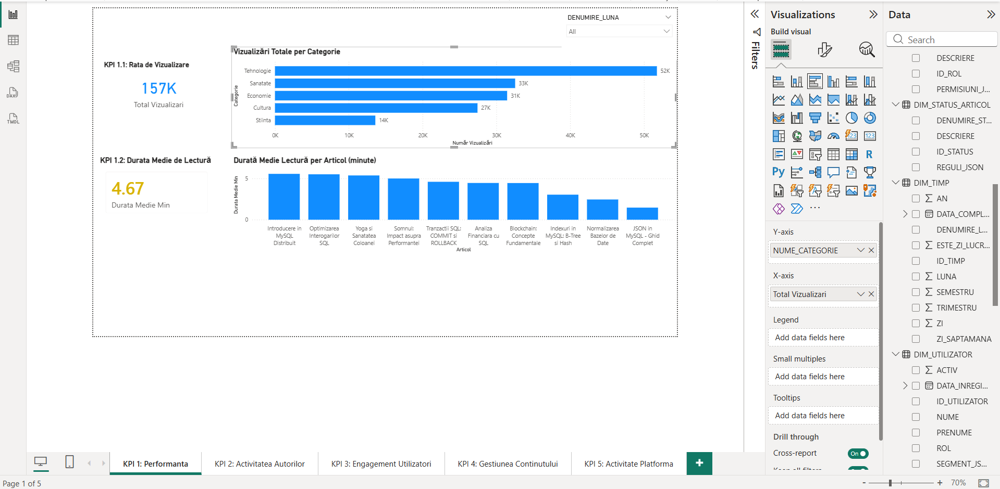 DENUMIRE_LUNA
All
KPI 1.1: Rata de Vizualizare
157K
Total Vizualizari
Vizualizări Totale per Categorie
Categorie
Tehnologie 52K
Sanatate 33K
Economie 31K
Cultura 27K
Stiinta 14K
0K 10K 20K 30K 40K 50K
Număr Vizualizări
KPI 1.2: Durata Medie de Lectură
4.67
Durata Medie Min
Durată Medie Lectură per Articol (minute)
Durata Medie Min
5
0
Introducere in MySQL Distribuit
Optimizarea Interogarilor SQL
Yoga si Sanatatea Coloanei
Somnul: Impact asupra Performantei
Tranzactii SQL: COMMIT si ROLLBACK
Analiza Financiara cu SQL
Blockchain: Concepte Fundamentale
Indexuri in MySQL: B-Tree si Hash
Normalizarea Bazelor de Date
JSON in MySQL - Ghid Complet
Articol
DAX
TMDL
Filters
Visualizations
Build visual
123
123
R
Py
Y-axis
NUME_CATEGORIE
X-axis
Total Vizualizari
Legend
Add data fields here
Small multiples
Add data fields here
Tooltips
Add data fields here
Drill through
Cross-report
On
Data
Search
DESCRIERE
ID_ROL
PERMISIUNI_J...
DIM_STATUS_ARTICOL
DENUMIRE_ST...
DESCRIERE
ID_STATUS
REGULI_JSON
DIM_TIMP
AN
DATA_COMPL...
DENUMIRE_L...
ESTE_ZI_LUCR...
ID_TIMP
LUNA
SEMESTRU
TRIMESTRU
ZI
ZI_SAPTAMANA
DIM_UTILIZATOR
ACTIV
DATA_INREGI...
ID_UTILIZATOR
NUME
PRENUME
ROL
SEGMENT_JS...
KPI 1: Performanta
KPI 2: Activitatea Autorilor
KPI 3: Engagement Utilizatori
KPI 4: Gestiunea Continutului
KPI 5: Activitate Platforma
+
Page 1 of 5
- + 70%